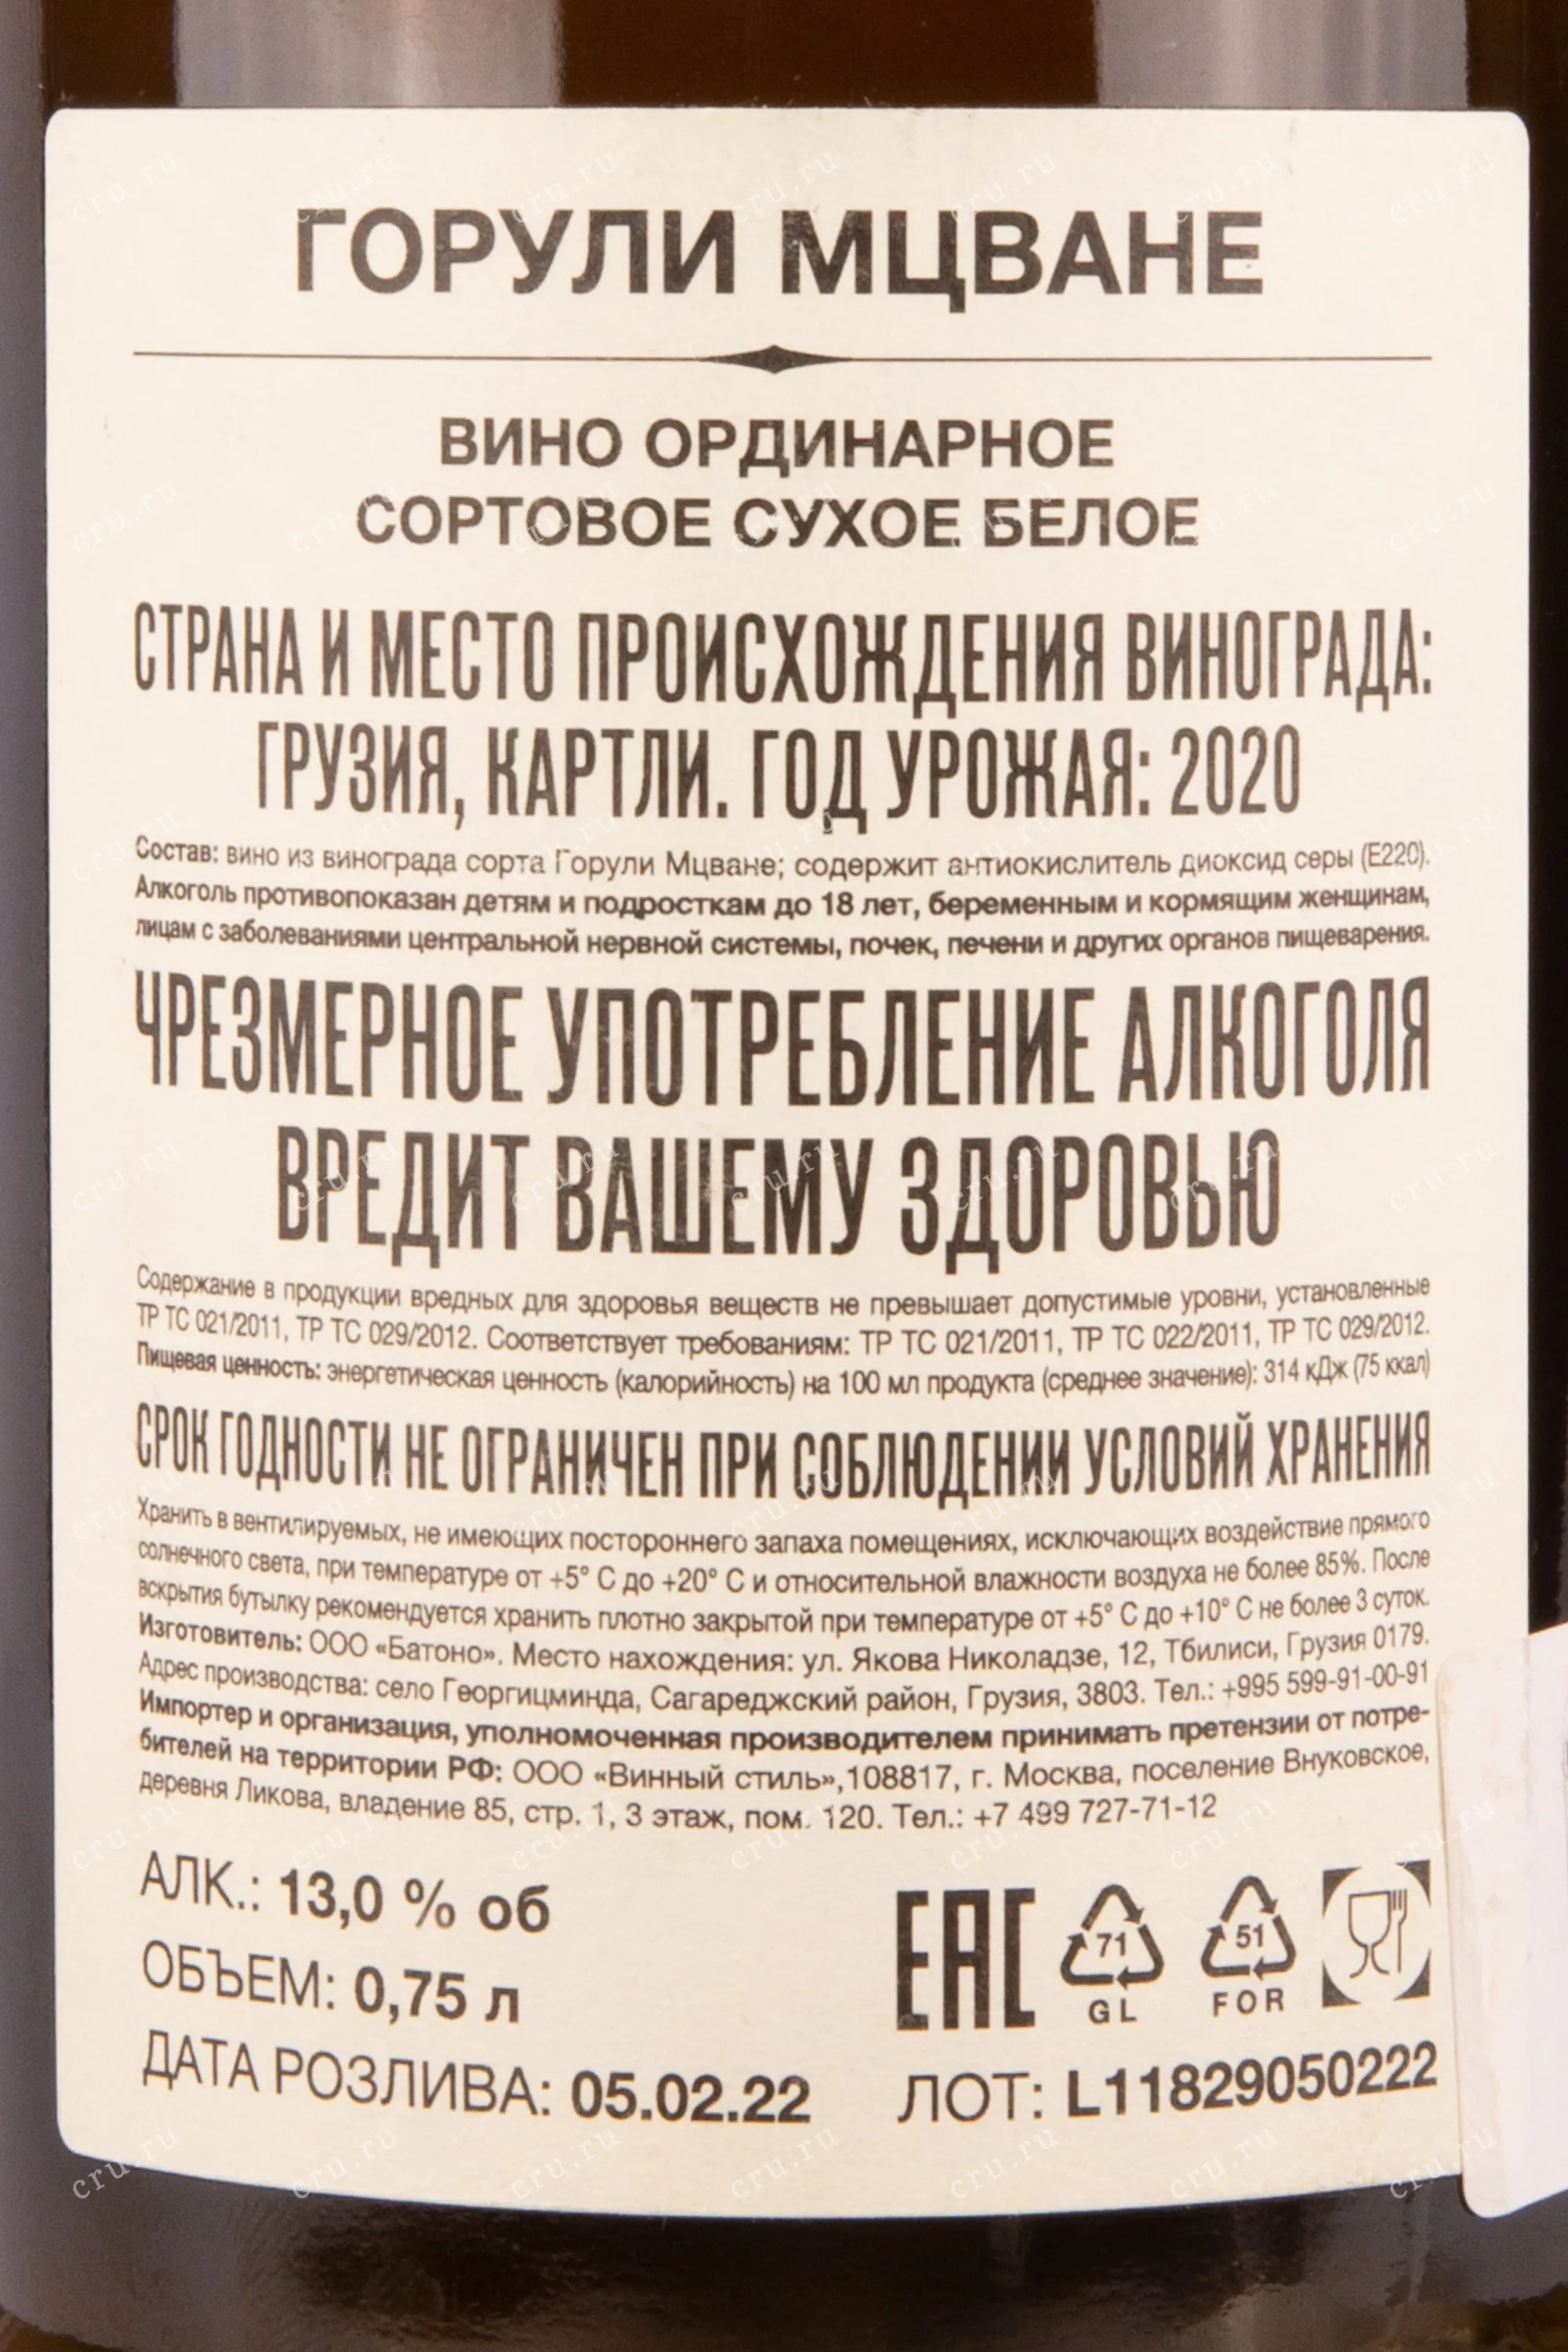 ГОРУЛИ МЦВАНЕ
ВИНО ОРДИНАРНОЕ
СОРТОВОЕ СУХОЕ БЕЛОЕ
СТРАНА И МЕСТО ПРОИСХОЖДЕНИЯ ВИНОГРАДА:
ГРУЗИЯ, КАРТЛИ. ГОД УРОЖАЯ: 2020
Состав: вино из винограда сорта Горули Мцване; содержит антиокислитель диоксид серы (Е220).
Алкоголь противопоказан детям и подросткам до 18 лет, беременным и кормящим женщинам,
лицам с заболеваниями центральной нервной системы, почек, печени и других органов пищеварения.
ЧРЕЗМЕРНОЕ УПОТРЕБЛЕНИЕ АЛКОГОЛЯ
ВРЕДИТ ВАШЕМУ ЗДОРОВЬЮ
Содержание в продукции вредных для здоровья веществ не превышает допустимые уровни, установленные
ТР ТС 021/2011, ТР ТС 029/2012. Соответствует требованиям: ТР ТС 021/2011, ТР ТС 022/2011, ТР ТС 029/2012.
Пищевая ценность: энергетическая ценность (калорийность) на 100 мл продукта (среднее значение): 314 кДж (75 ккал)
СРОК ГОДНОСТИ НЕ ОГРАНИЧЕН ПРИ СОБЛЮДЕНИИ УСЛОВИЙ ХРАНЕНИЯ
Хранить в вентилируемых, не имеющих постороннего запаха помещениях, исключающих воздействие прямого
солнечного света, при температуре от +5° С до +20° С и относительной влажности воздуха не более 85%. После
вскрытия бутылку рекомендуется хранить плотно закрытой при температуре от +5° С до +10° С не более 3 суток.
Изготовитель: ООО «Батоно». Место нахождения: ул. Якова Николадзе, 12, Тбилиси, Грузия 0179.
Адрес производства: село Георгицминда, Сагареджский район, Грузия, 3803. Тел.: +995 599-91-00-91
Импортер и организация, уполномоченная производителем принимать претензии от потре-
бителей на территории РФ: ООО «Винный стиль»,108817, г. Москва, поселение Внуковское,
деревня Ликова, владение 85, стр. 1, 3 этаж, пом. 120. Тел.: +7 499 727-71-12
АЛК.: 13,0 % об
ОБЪЕМ: 0,75 л
ДАТА РОЗЛИВА: 05.02.22
EAC
71
GL
51
FOR
ЛОТ: L11829050222
cru.ru